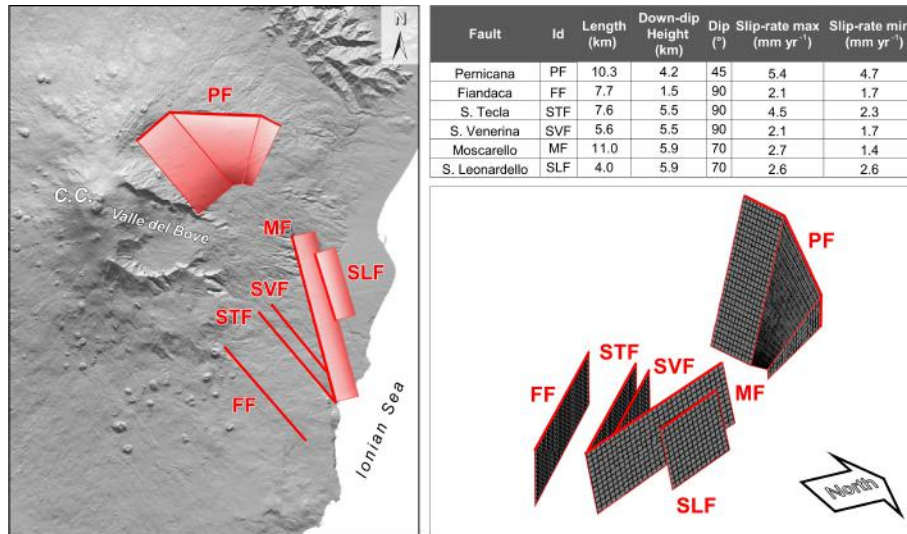 N
PF
C.C.
Valle del Bove
MF
SLF
SVF
STF
FF
Ionian Sea
Fault Id Length (km) Down-dip Height (km) Dip (°) Slip-rate max (mm yr⁻¹) Slip-rate min (mm yr⁻¹)
Pernicana PF 10.3 4.2 45 5.4 4.7
Fiandaca FF 7.7 1.5 90 2.1 1.7
S. Tecla STF 7.6 5.5 90 4.5 2.3
S. Venerina SVF 5.6 5.5 90 2.1 1.7
Moscarello MF 11.0 5.9 70 2.7 1.4
S. Leonardello SLF 4.0 5.9 70 2.6 2.6
PF
STF
SVF
FF
MF
SLF
North